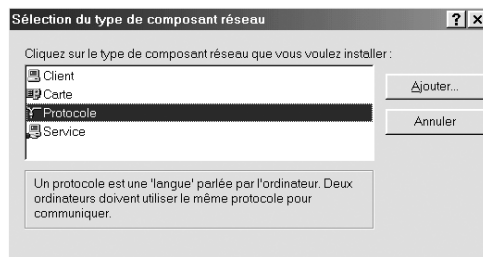 Sélection du type de composant réseau
Cliquez sur le type de composant réseau que vous voulez installer :
Client
Carte
Protocole
Service
Ajouter...
Annuler
Un protocole est une 'langue' parlée par l'ordinateur. Deux
ordinateurs doivent utiliser le même protocole pour
communiquer.